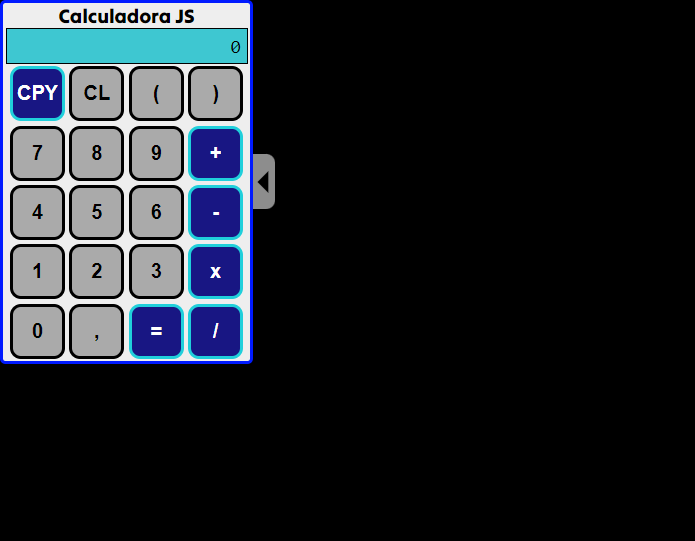 Calculadora JS
0
CPY CL ( )
7 8 9 +
4 5 6 -
1 2 3 x
0 , = /